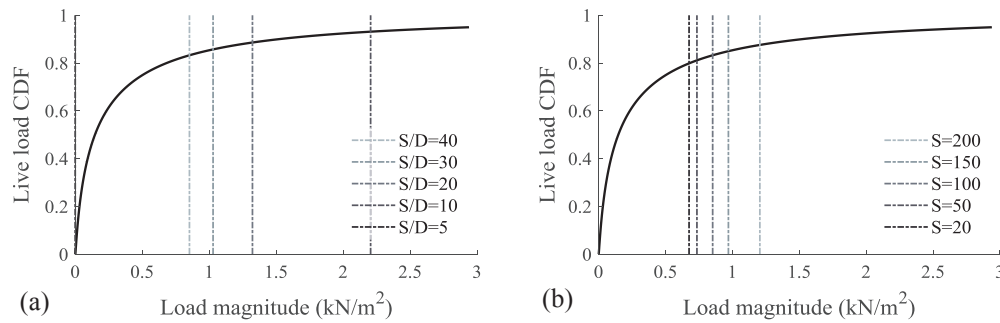 1
0.8
0.6
0.4
0.2
0
Live load CDF
S/D=40
S/D=30
S/D=20
S/D=10
S/D=5
0 0.5 1 1.5 2 2.5 3
(a) Load magnitude (kN/m²)
1
0.8
0.6
0.4
0.2
0
Live load CDF
S=200
S=150
S=100
S=50
S=20
0 0.5 1 1.5 2 2.5 3
(b) Load magnitude (kN/m²)